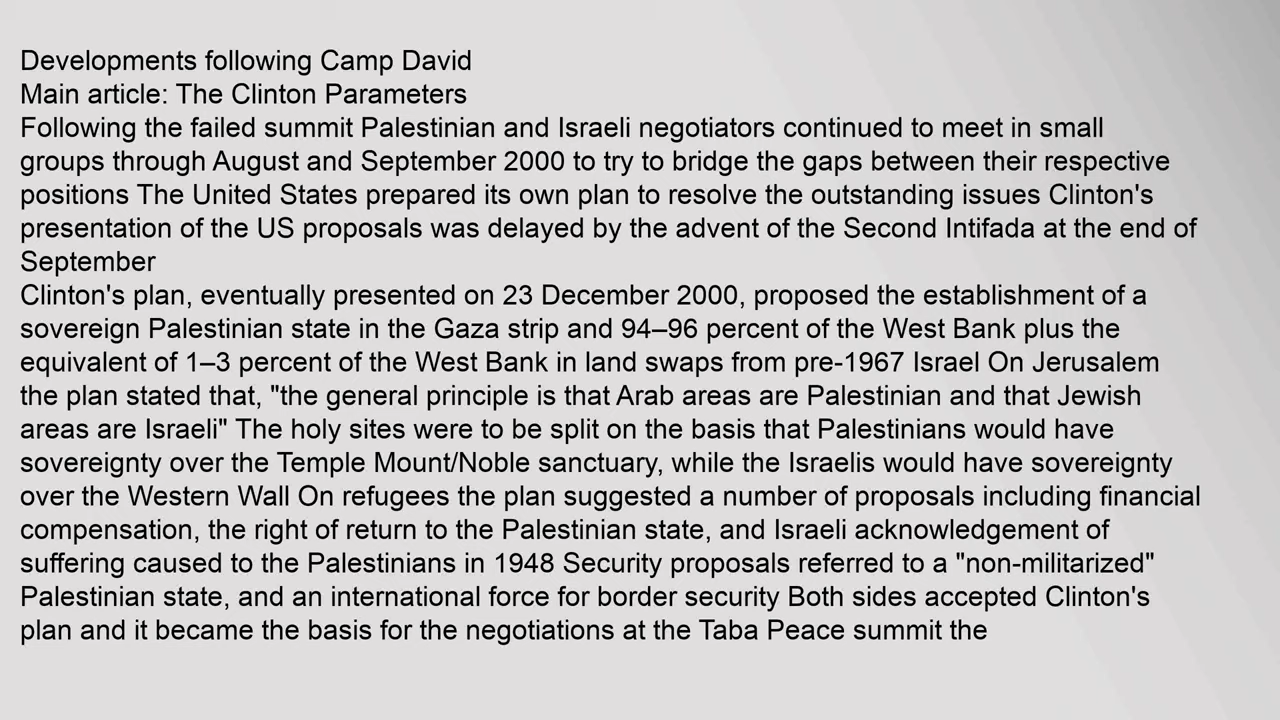 Developments following Camp David
Main article: The Clinton Parameters
Following the failed summit Palestinian and Israeli negotiators continued to meet in small
groups through August and September 2000 to try to bridge the gaps between their respective
positions The United States prepared its own plan to resolve the outstanding issues Clinton's
presentation of the US proposals was delayed by the advent of the Second Intifada at the end of
September
Clinton's plan, eventually presented on 23 December 2000, proposed the establishment of a
sovereign Palestinian state in the Gaza strip and 94–96 percent of the West Bank plus the
equivalent of 1–3 percent of the West Bank in land swaps from pre-1967 Israel On Jerusalem
the plan stated that, "the general principle is that Arab areas are Palestinian and that Jewish
areas are Israeli" The holy sites were to be split on the basis that Palestinians would have
sovereignty over the Temple Mount/Noble sanctuary, while the Israelis would have sovereignty
over the Western Wall On refugees the plan suggested a number of proposals including financial
compensation, the right of return to the Palestinian state, and Israeli acknowledgement of
suffering caused to the Palestinians in 1948 Security proposals referred to a "non-militarized"
Palestinian state, and an international force for border security Both sides accepted Clinton's
plan and it became the basis for the negotiations at the Taba Peace summit the